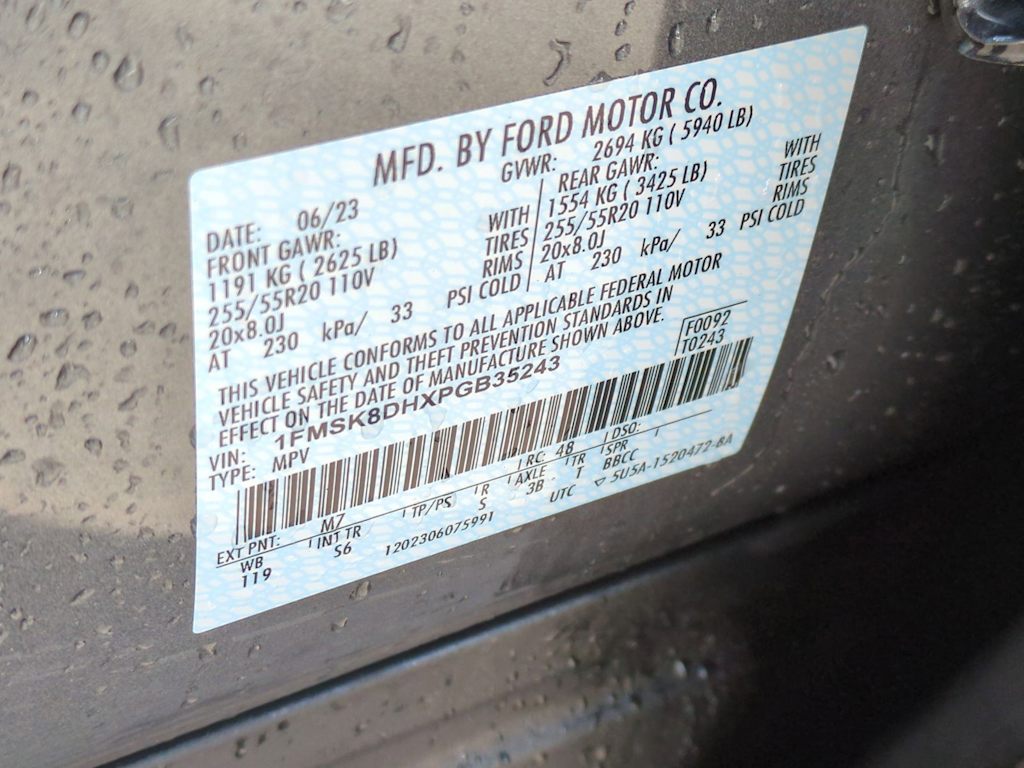 MFD. BY FORD MOTOR CO.
DATE: 06/23 GVWR: 2694 KG ( 5940 LB)
FRONT GAWR: REAR GAWR:
1191 KG ( 2625 LB) WITH 1554 KG ( 3425 LB) WITH
255/55R20 110V TIRES 255/55R20 110V TIRES
20x8.0J RIMS 20x8.0J RIMS
AT 230 kPa/ 33 PSI COLD AT 230 kPa/ 33 PSI COLD
THIS VEHICLE CONFORMS TO ALL APPLICABLE FEDERAL MOTOR
VEHICLE SAFETY AND THEFT PREVENTION STANDARDS IN
EFFECT ON THE DATE OF MANUFACTURE SHOWN ABOVE.
VIN: 1FMSK8DHXPGB35243 F0092
TYPE: MPV T0243
EXT PNT: M7 RC: 48 DSO:
WB INT TR TP/PS R AXLE TR SPR
119 S6 S 3B T BBCC
1202306075991 UTC ▽ 5U5A-1520472-BA